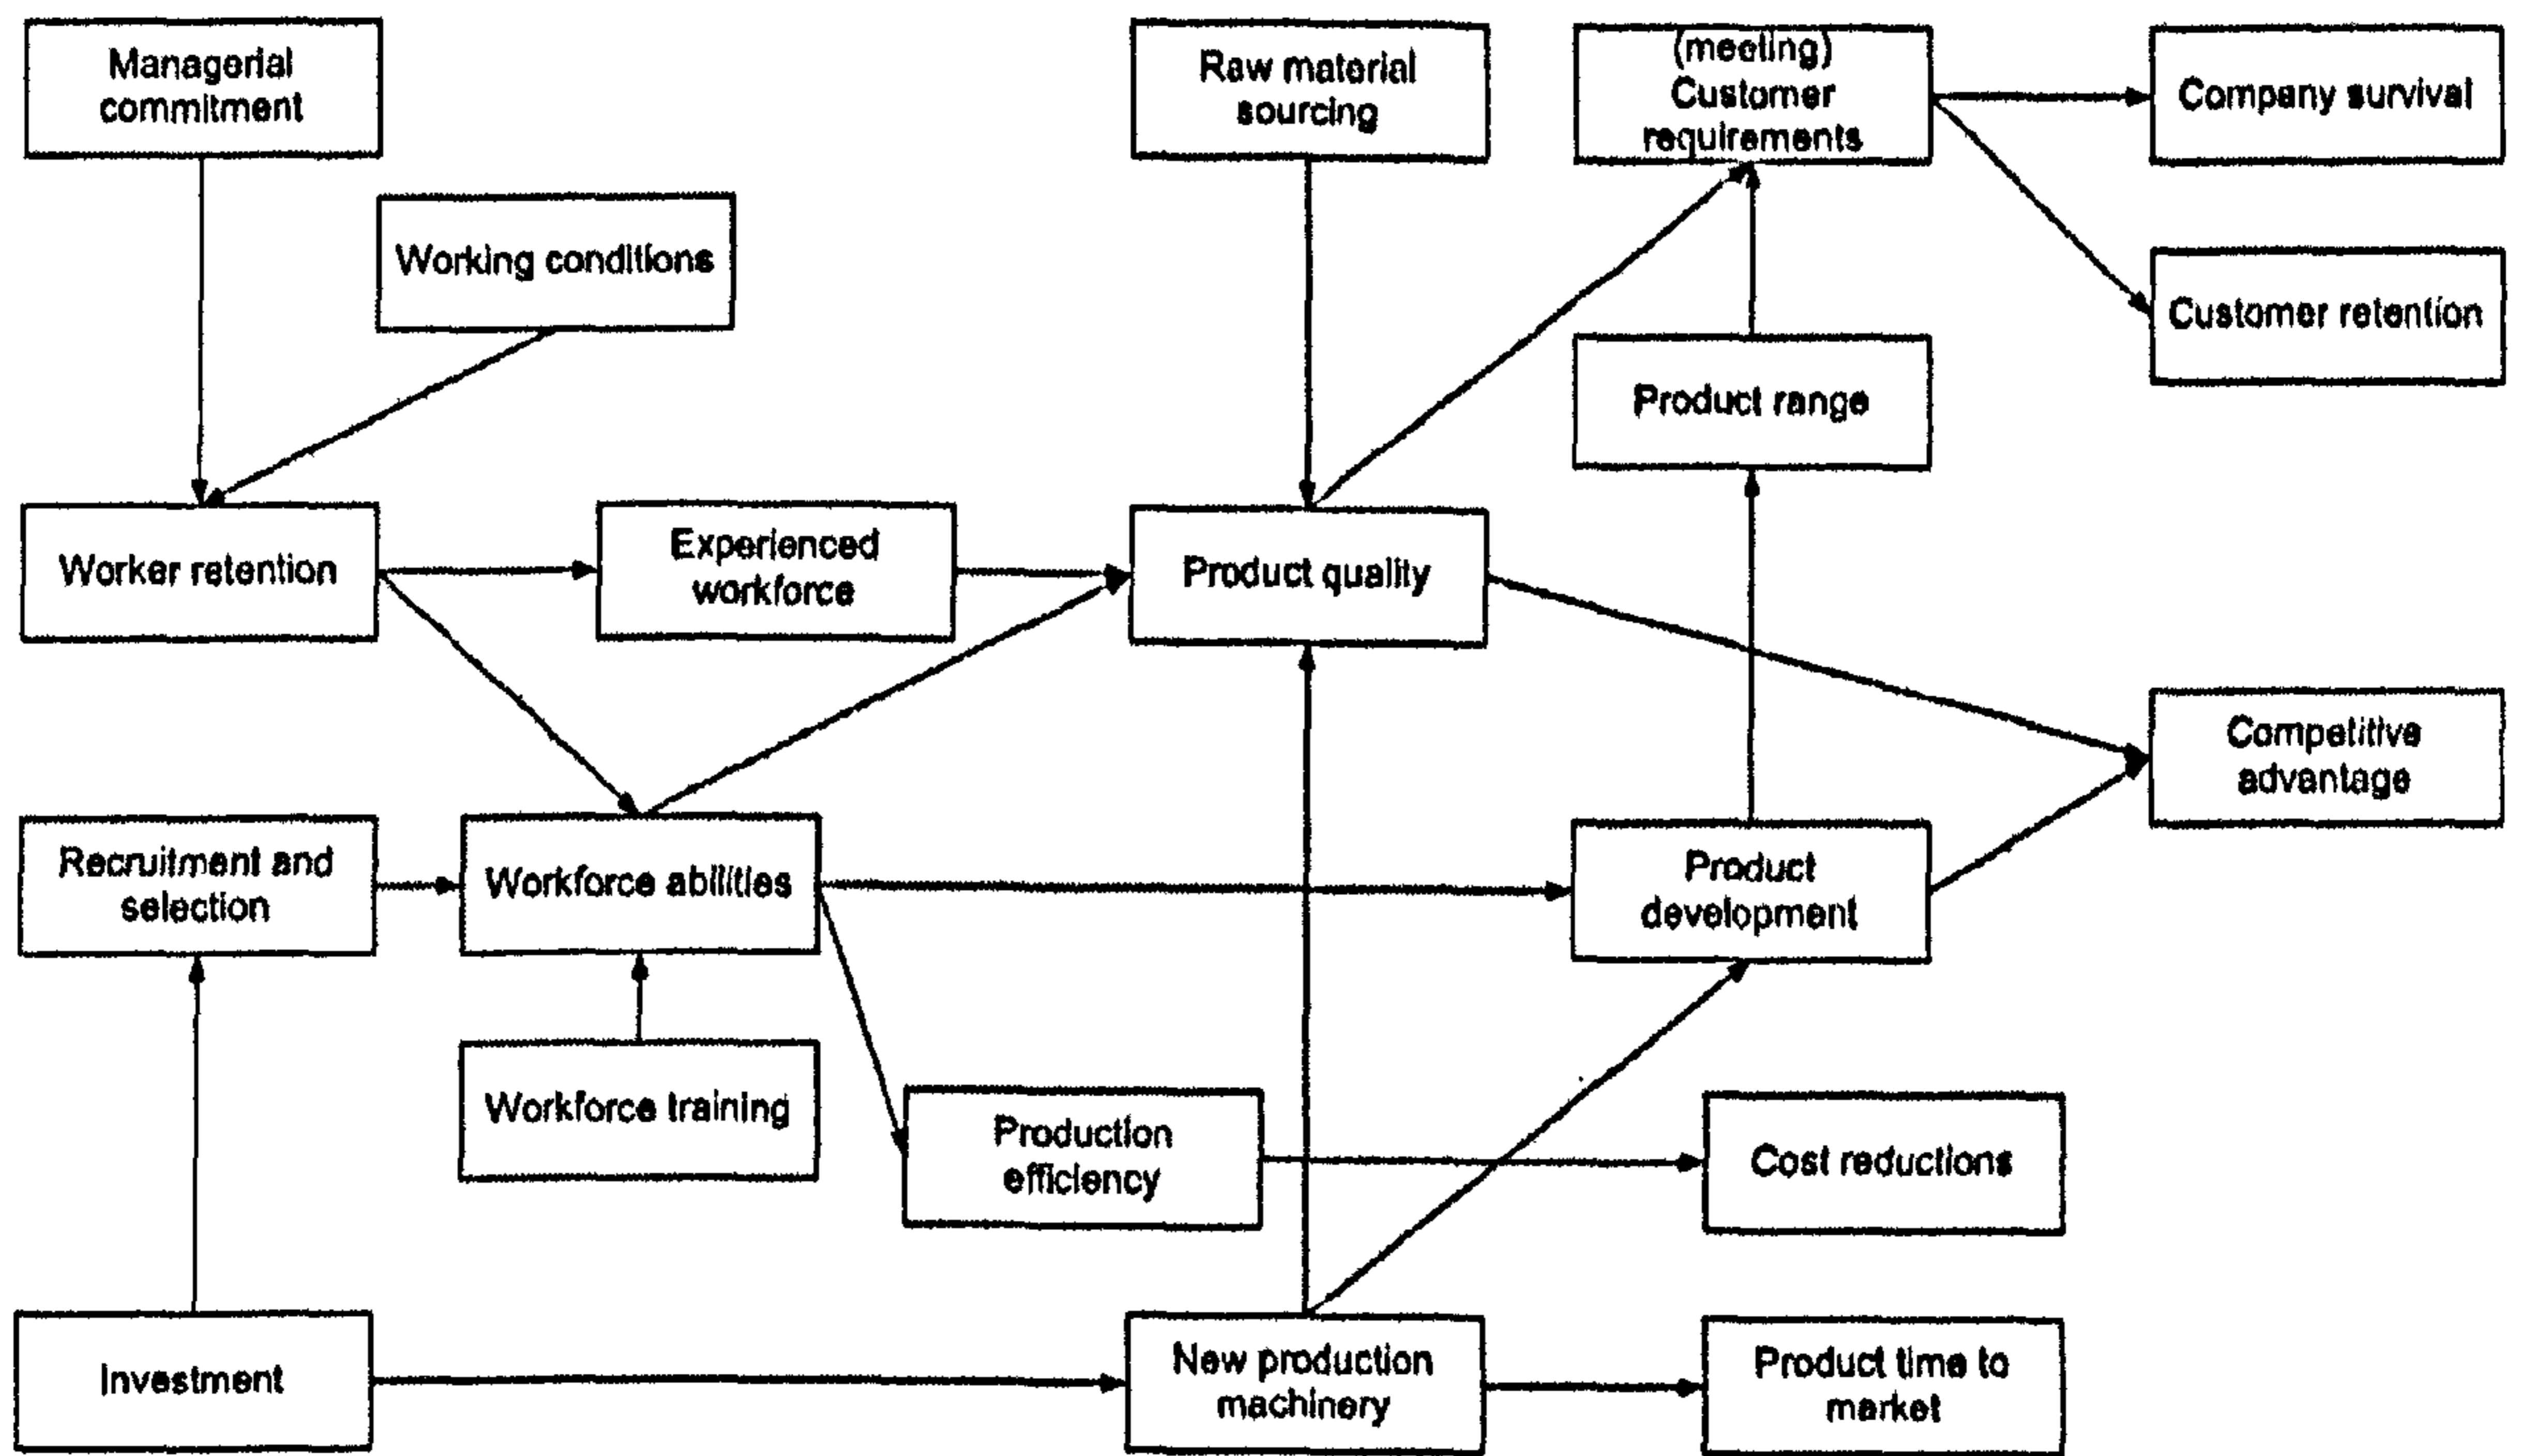 Managerial
commitment
Raw material
sourcing
(meeting)
Customer
requirements
Company survival
Working conditions
Customer retention
Product range
Worker retention
Experienced
workforce
Product quality
Competitive
advantage
Recruitment and
selection
Workforce abilities
Product
development
Workforce training
Production
efficiency
Cost reductions
Investment
New production
machinery
Product time to
market